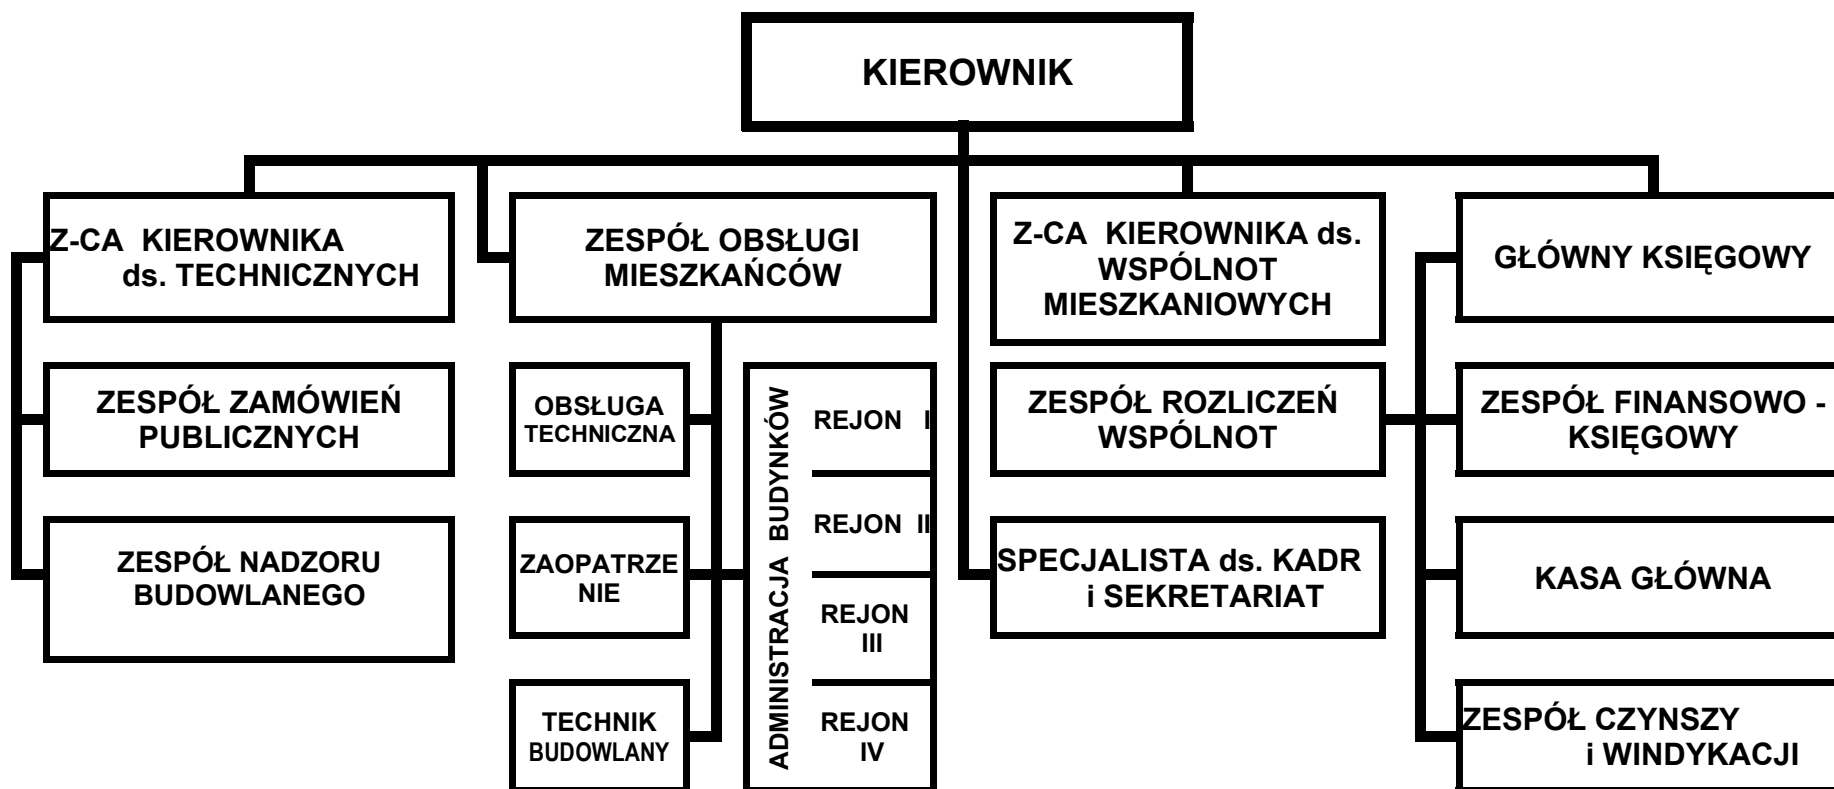 KIEROWNIK
Z-CA KIEROWNIKA
ds. TECHNICZNYCH
ZESPÓŁ OBSŁUGI
MIESZKAŃCÓW
Z-CA KIEROWNIKA ds.
WSPÓLNOT
MIESZKANIOWYCH
GŁÓWNY KSIĘGOWY
ZESPÓŁ ZAMÓWIEŃ
PUBLICZNYCH
OBSŁUGA
TECHNICZNA
ADMINISTRACJA BUDYNKÓW
REJON I
REJON II
REJON
III
REJON
IV
ZESPÓŁ ROZLICZEŃ
WSPÓLNOT
ZESPÓŁ FINANSOWO -
KSIĘGOWY
ZESPÓŁ NADZORU
BUDOWLANEGO
ZAOPATRZE
NIE
SPECJALISTA ds. KADR
i SEKRETARIAT
KASA GŁÓWNA
TECHNIK
BUDOWLANY
ZESPÓŁ CZYNSZY
i WINDYKACJI